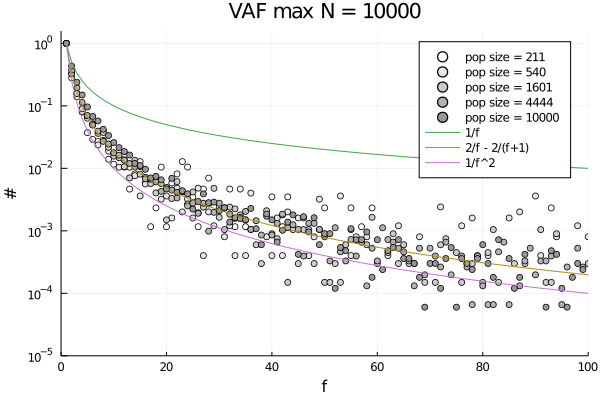 VAF max N = 10000
pop size = 211
pop size = 540
pop size = 1601
pop size = 4444
pop size = 10000
1/f
2/f - 2/(f+1)
1/f^2
#
10^0
10^-1
10^-2
10^-3
10^-4
10^-5
0 20 40 60 80 100
f